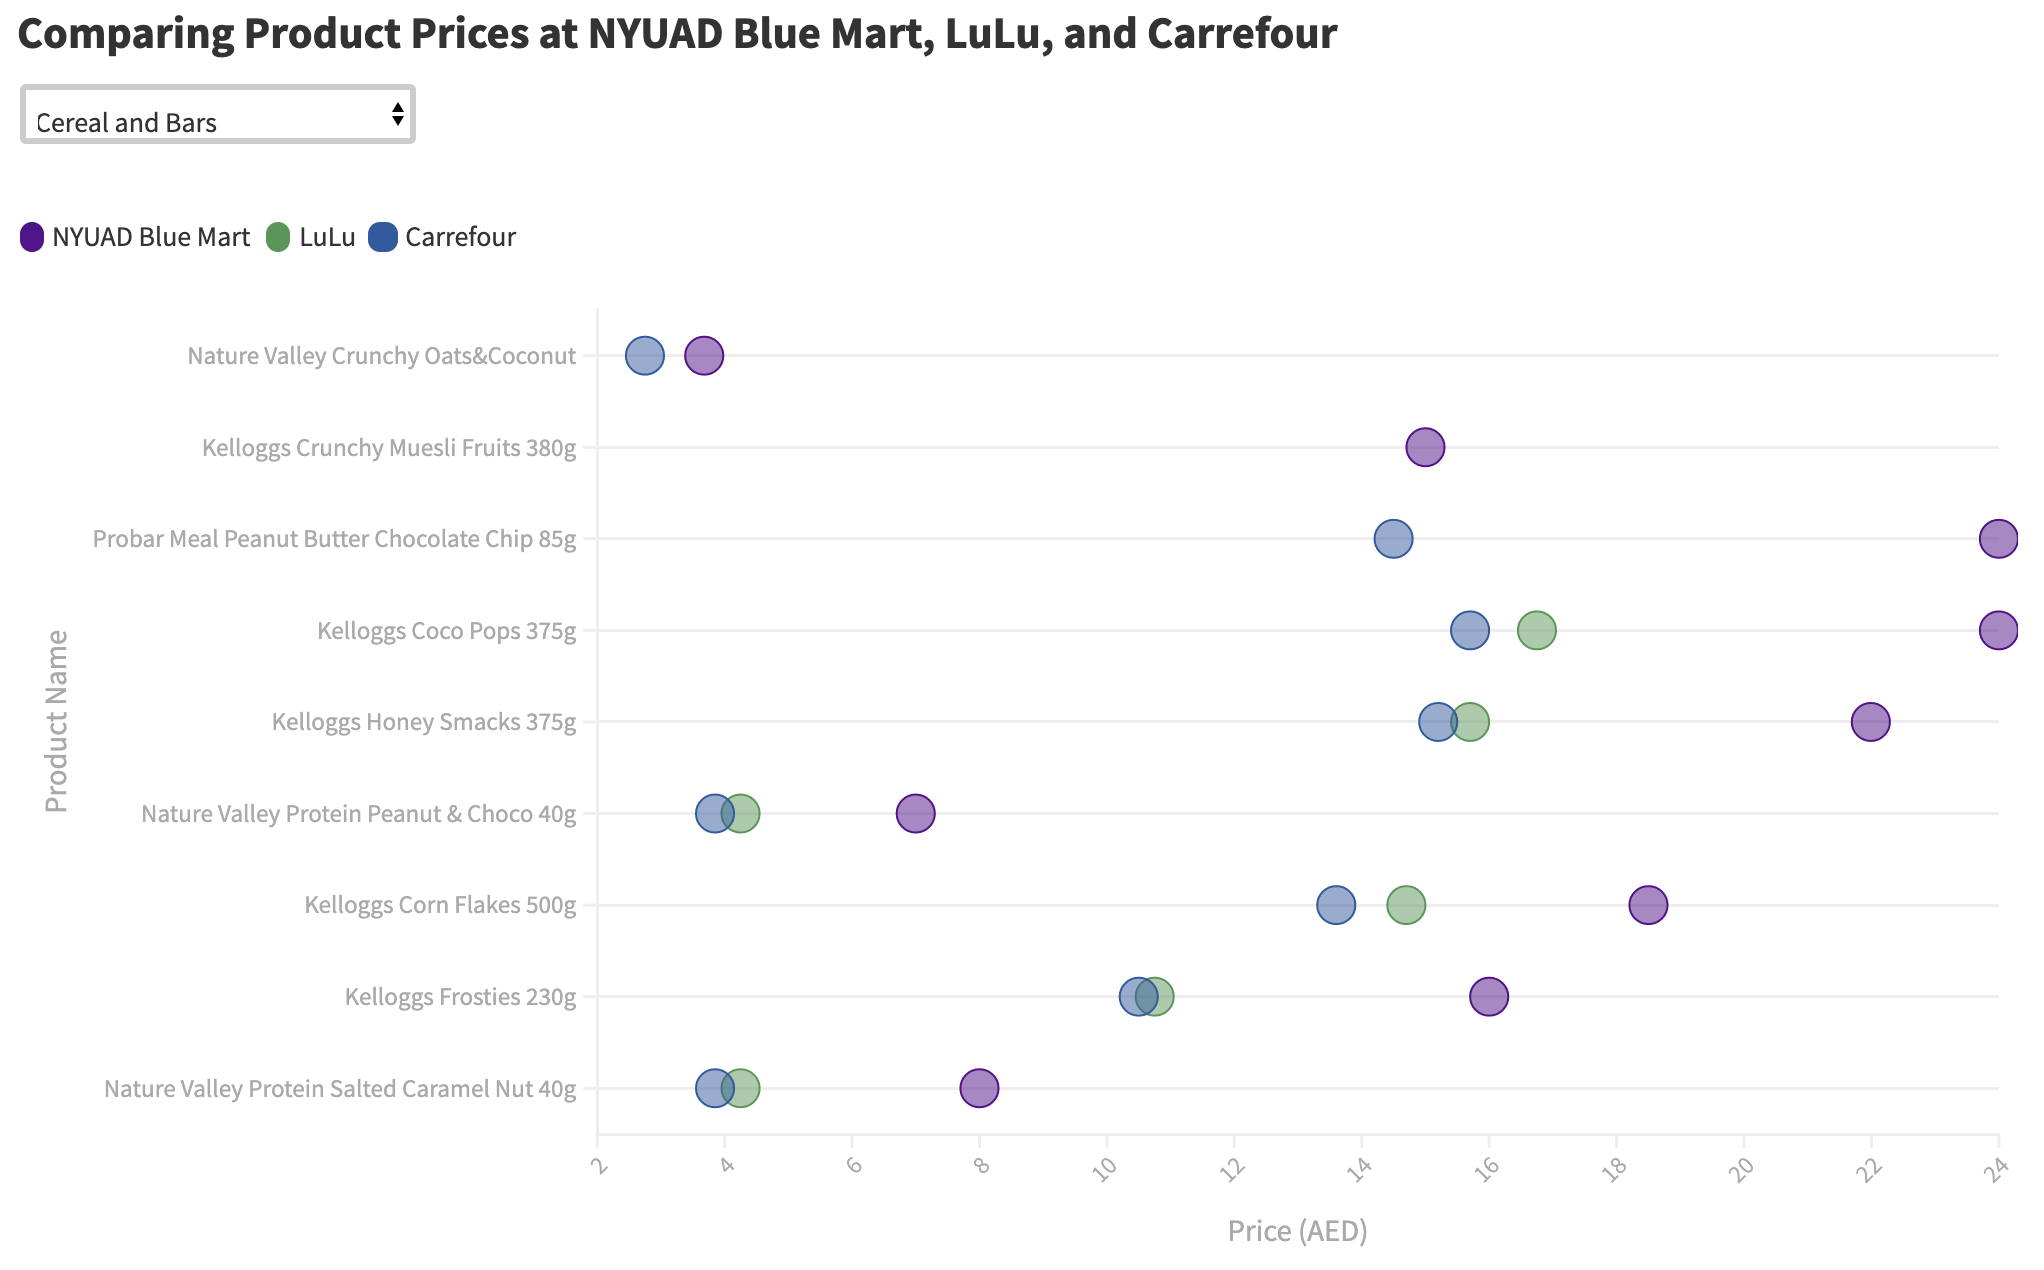 Comparing Product Prices at NYUAD Blue Mart, LuLu, and Carrefour
Cereal and Bars
NYUAD Blue Mart LuLu Carrefour
Product Name
Nature Valley Crunchy Oats&Coconut
Kelloggs Crunchy Muesli Fruits 380g
Probar Meal Peanut Butter Chocolate Chip 85g
Kelloggs Coco Pops 375g
Kelloggs Honey Smacks 375g
Nature Valley Protein Peanut & Choco 40g
Kelloggs Corn Flakes 500g
Kelloggs Frosties 230g
Nature Valley Protein Salted Caramel Nut 40g
2 4 6 8 10 12 14 16 18 20 22 24
Price (AED)